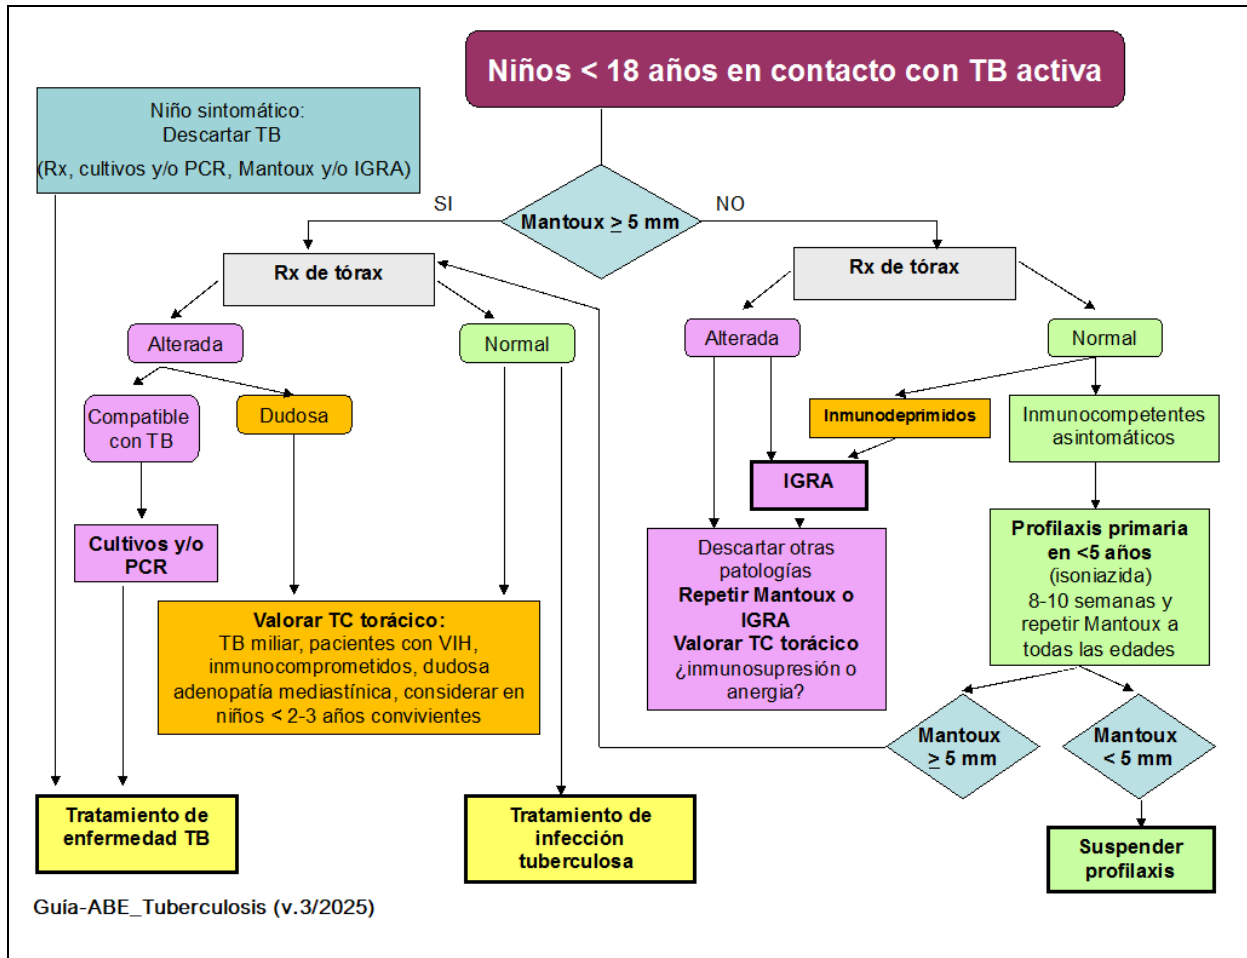 Niños < 18 años en contacto con TB activa
Niño sintomático:
Descartar TB
(Rx, cultivos y/o PCR, Mantoux y/o IGRA)
SI
Mantoux ≥ 5 mm
NO
Rx de tórax
Rx de tórax
Alterada
Normal
Alterada
Normal
Compatible
con TB
Dudosa
Inmunodeprimidos
Inmunocompetentes
asintomáticos
IGRA
Cultivos y/o
PCR
Descartar otras
patologías
Repetir Mantoux o
IGRA
Valorar TC torácico
¿inmunosupresión o
anergia?
Profilaxis primaria
en <5 años
(isoniazida)
8-10 semanas y
repetir Mantoux a
todas las edades
Valorar TC torácico:
TB miliar, pacientes con VIH,
inmunocomprometidos, dudosa
adenopatía mediastínica, considerar en
niños < 2-3 años convivientes
Mantoux
≥ 5 mm
Mantoux
< 5 mm
Tratamiento de
enfermedad TB
Tratamiento de
infección
tuberculosa
Suspender
profilaxis
Guía-ABE_Tuberculosis (v.3/2025)